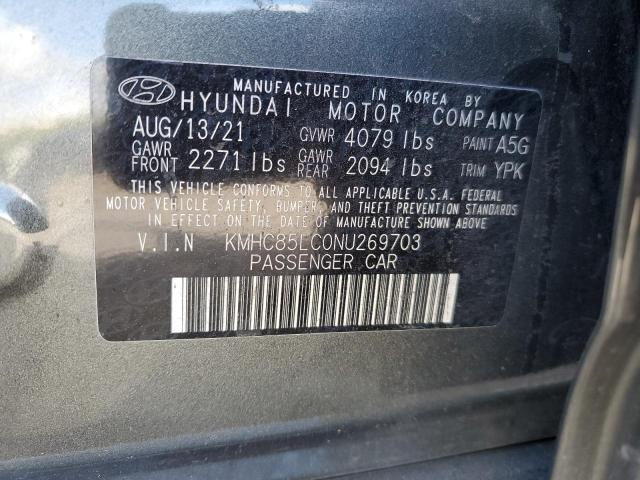 MANUFACTURED IN KOREA BY
HYUNDAI MOTOR COMPANY
AUG/13/21 GVWR 4079 lbs PAINT A5G
GAWR FRONT 2271 lbs GAWR REAR 2094 lbs TRIM YPK
THIS VEHICLE CONFORMS TO ALL APPLICABLE U.S.A. FEDERAL
MOTOR VEHICLE SAFETY, BUMPER, AND THEFT PREVENTION STANDARDS
IN EFFECT ON THE DATE OF MANUFACTURE SHOWN ABOVE
V.I.N KMHC85LC0NU269703
PASSENGER CAR